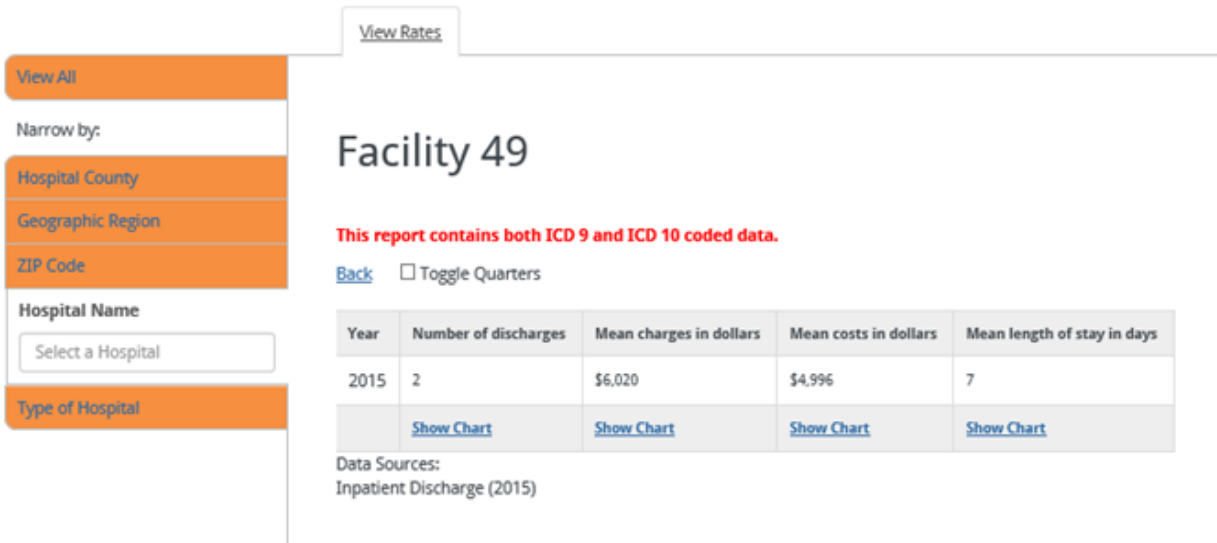 View Rates
View All
Narrow by:
Hospital County
Geographic Region
ZIP Code
Hospital Name
Select a Hospital
Type of Hospital
Facility 49
This report contains both ICD 9 and ICD 10 coded data.
Back Toggle Quarters
Year Number of discharges Mean charges in dollars Mean costs in dollars Mean length of stay in days
2015 2 $6,020 $4,996 7
Show Chart Show Chart Show Chart Show Chart
Data Sources:
Inpatient Discharge (2015)